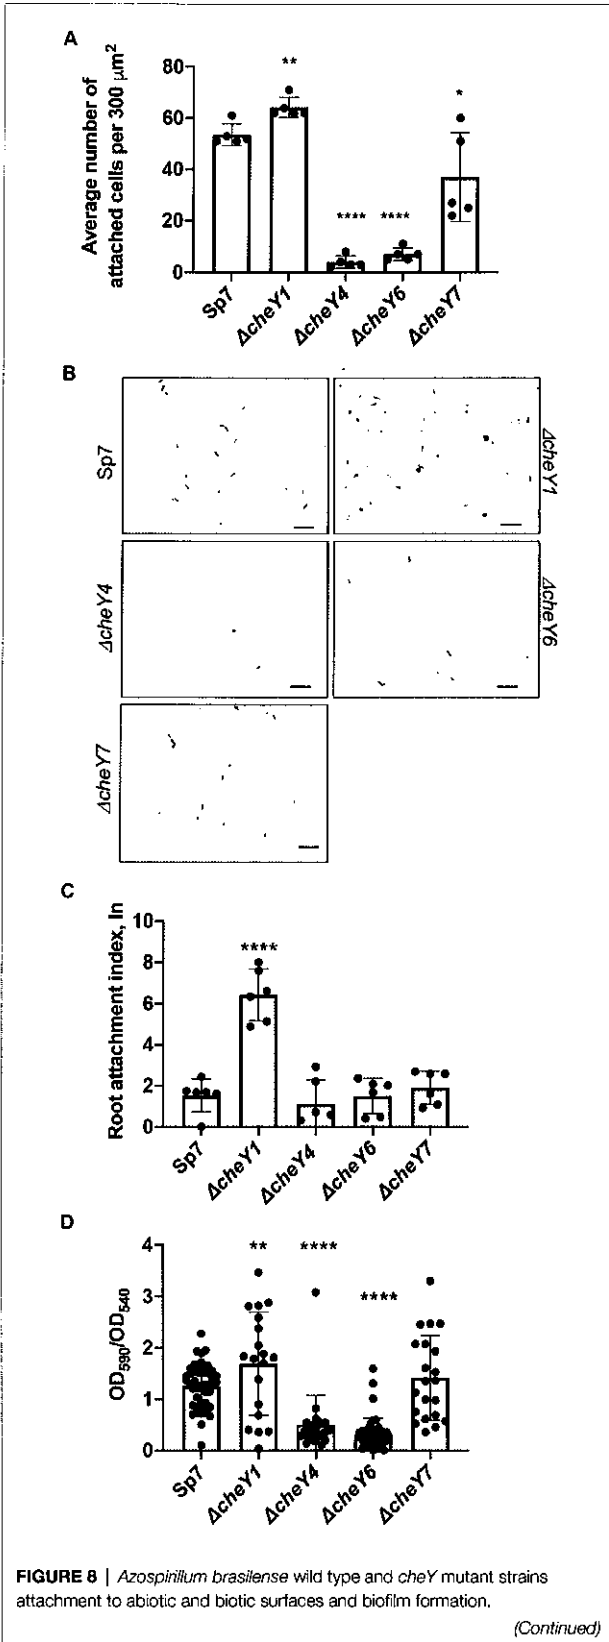 A
Average number of
attached cells per 300 μm²
80
60
40
20
0
**
****
****
*
Sp7
ΔcheY1
ΔcheY4
ΔcheY6
ΔcheY7
B
Sp7
ΔcheY1
ΔcheY4
ΔcheY6
ΔcheY7
C
Root attachment index, ln
10
8
6
4
2
0
****
Sp7
ΔcheY1
ΔcheY4
ΔcheY6
ΔcheY7
D
OD590/OD540
4
3
2
1
0
**
****
****
Sp7
ΔcheY1
ΔcheY4
ΔcheY6
ΔcheY7
FIGURE 8 | Azospirillum brasilense wild type and cheY mutant strains
attachment to abiotic and biotic surfaces and biofilm formation.
(Continued)